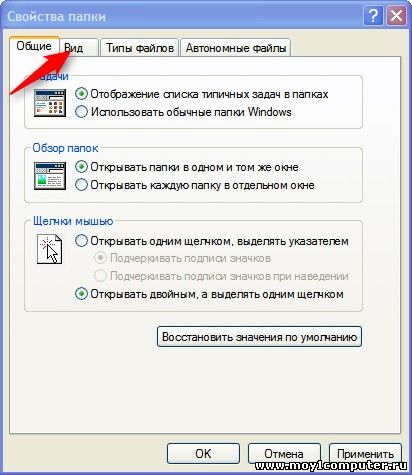 Свойства папки
Общие Вид Типы файлов Автономные файлы
Задачи
Отображение списка типичных задач в папках
Использовать обычные папки Windows
Обзор папок
Открывать папки в одном и том же окне
Открывать каждую папку в отдельном окне
Щелчки мышью
Открывать одним щелчком, выделять указателем
Подчеркивать подписи значков
Подчеркивать подписи значков при наведении
Открывать двойным, а выделять одним щелчком
Восстановить значения по умолчанию
OK Отмена Применить
www.moy1computer.ru